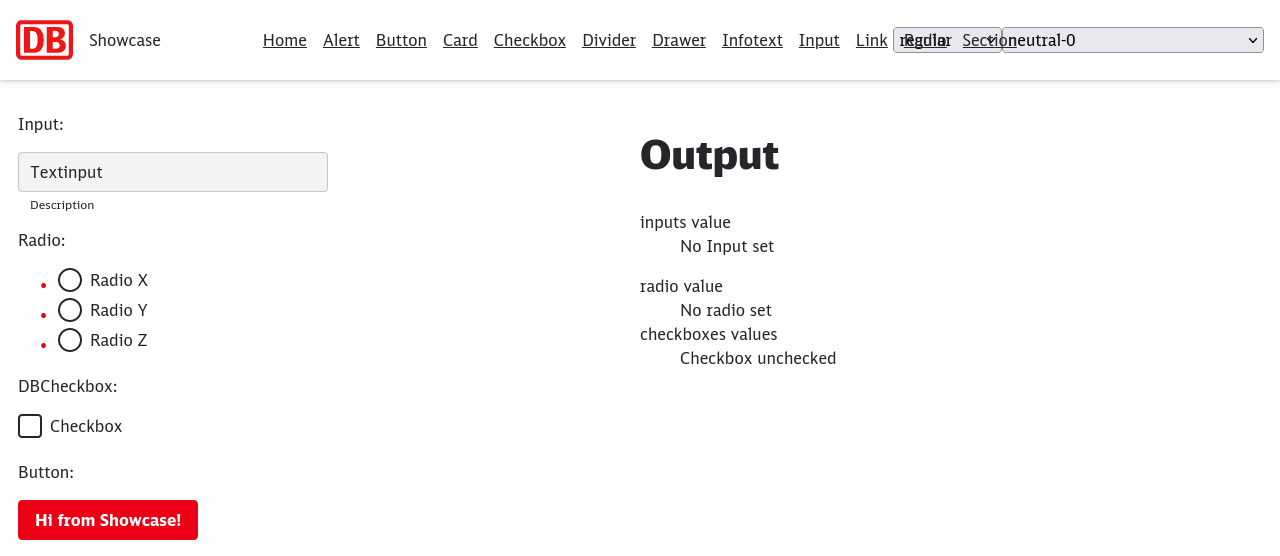 DB Showcase Home Alert Button Card Checkbox Divider Drawer Infotext Input Link Radio Section regular neutral-0
Input:
Textinput
Description
Radio:
Radio X
Radio Y
Radio Z
DBCheckbox:
Checkbox
Button:
Hi from Showcase!
Output
inputs value
No Input set
radio value
No radio set
checkboxes values
Checkbox unchecked